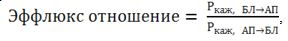 Эффлюкс отношение = Pкаж, БЛ→АП / Pкаж, АП→БЛ,